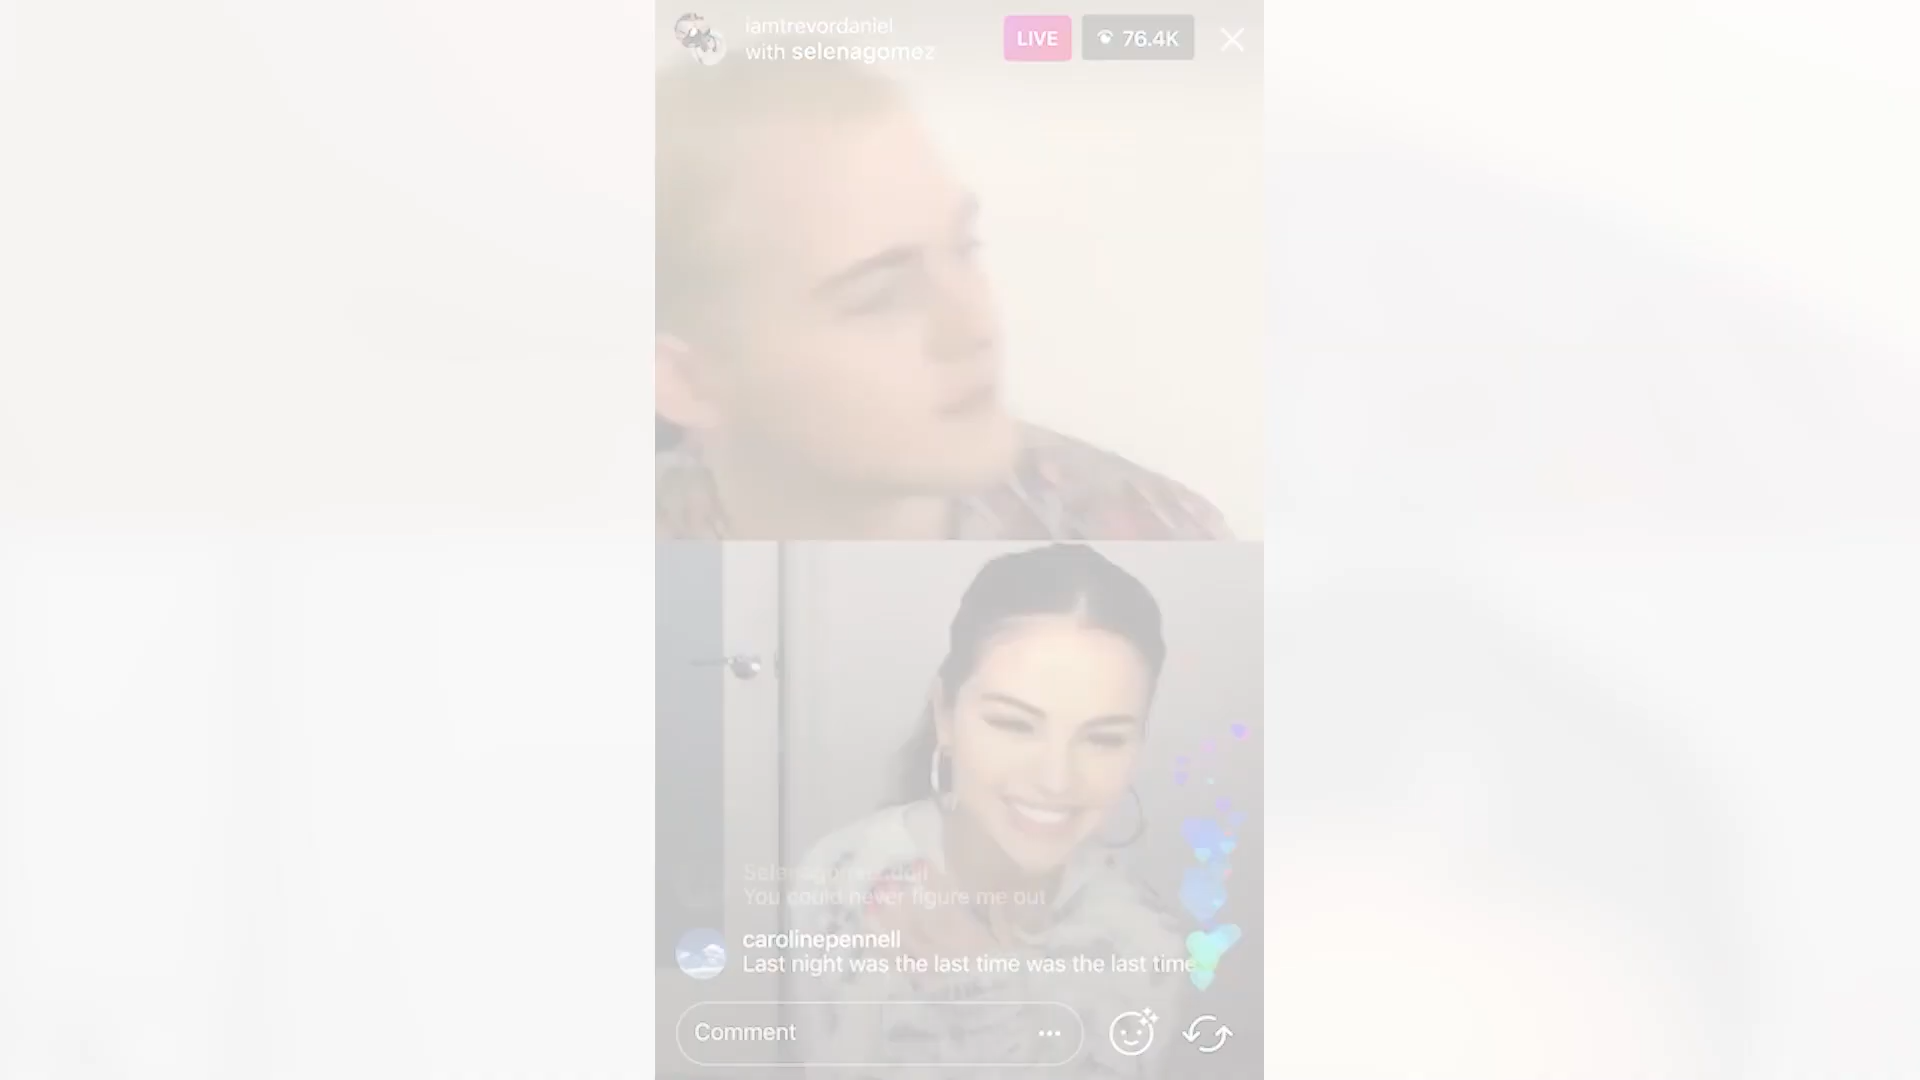 iamtrevordaniel
with selenagomez
LIVE
76.4K
You could never figure me out
carolinepennell
Last night was the last time was the last time
Comment